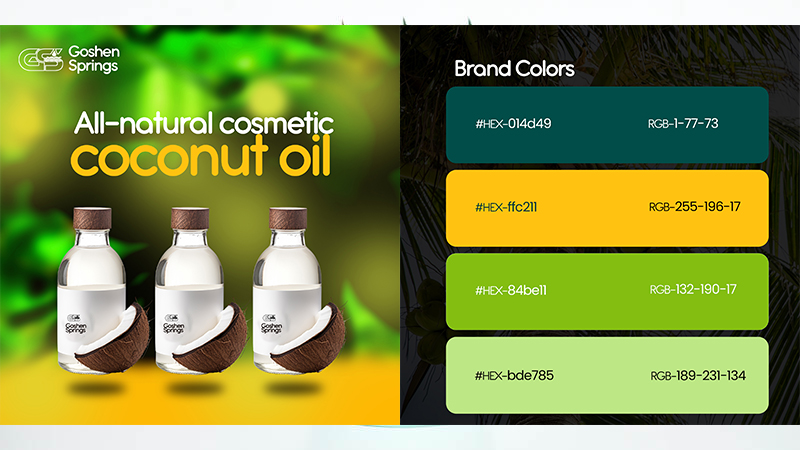 Goshen
Springs
All-natural cosmetic
coconut oil
Goshen
Springs
Goshen
Springs
Goshen
Springs
Brand Colors
#HEX-014d49 RGB-1-77-73
#HEX-ffc211 RGB-255-196-17
#HEX-84be11 RGB-132-190-17
#HEX-bde785 RGB-189-231-134